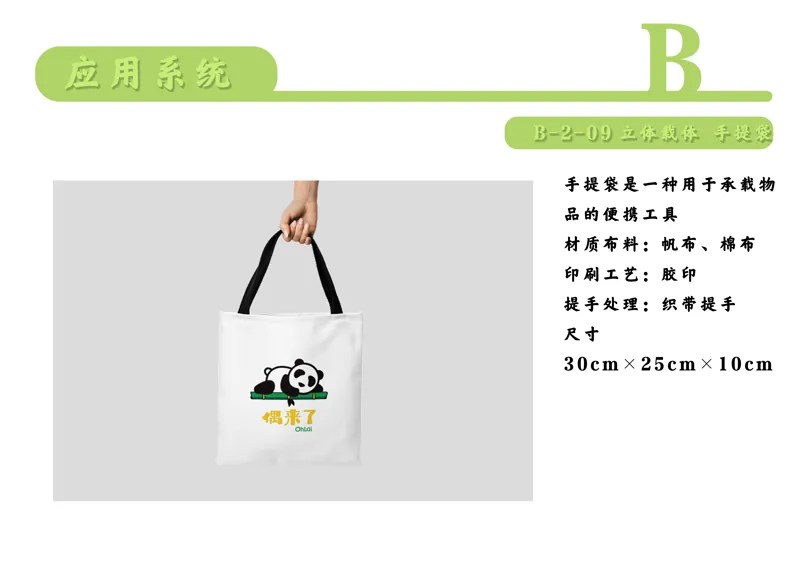 应用系统
B
B-2-09 立体载体 手提袋
手提袋是一种用于承载物
品的便携工具
材质布料：帆布、棉布
印刷工艺：胶印
提手处理：织带提手
尺寸
30cm×25cm×10cm
偶来了
OhLai